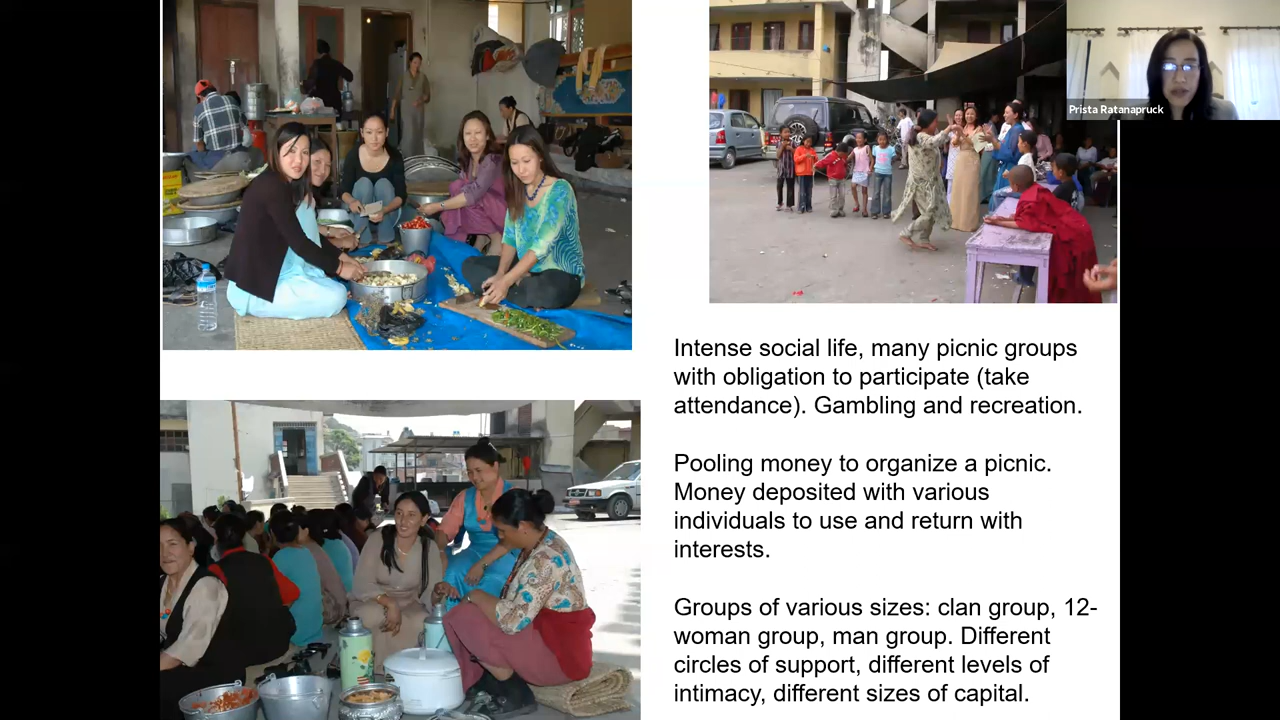 Prista Ratanapruck
Intense social life, many picnic groups
with obligation to participate (take
attendance). Gambling and recreation.
Pooling money to organize a picnic.
Money deposited with various
individuals to use and return with
interests.
Groups of various sizes: clan group, 12-
woman group, man group. Different
circles of support, different levels of
intimacy, different sizes of capital.